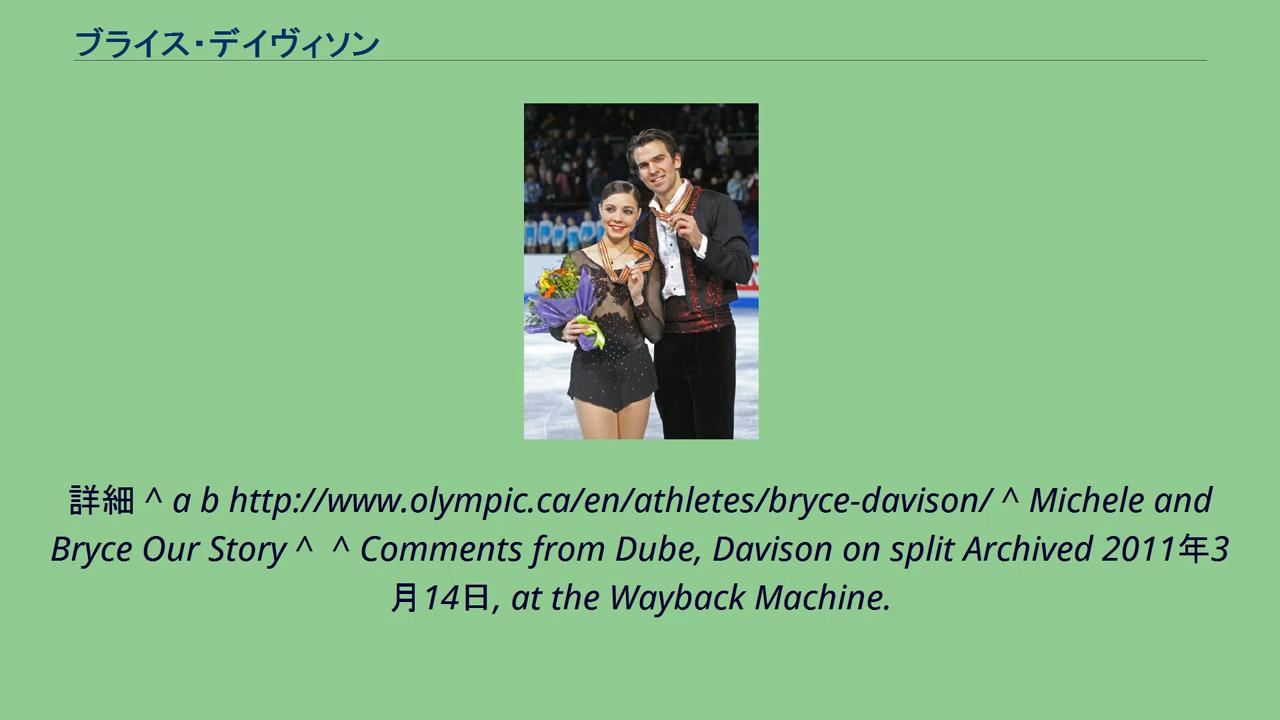 ブライス・デイヴィソン
詳細 ^ a b http://www.olympic.ca/en/athletes/bryce-davison/ ^ Michele and
Bryce Our Story ^  ^ Comments from Dube, Davison on split Archived 2011年3
月14日, at the Wayback Machine.